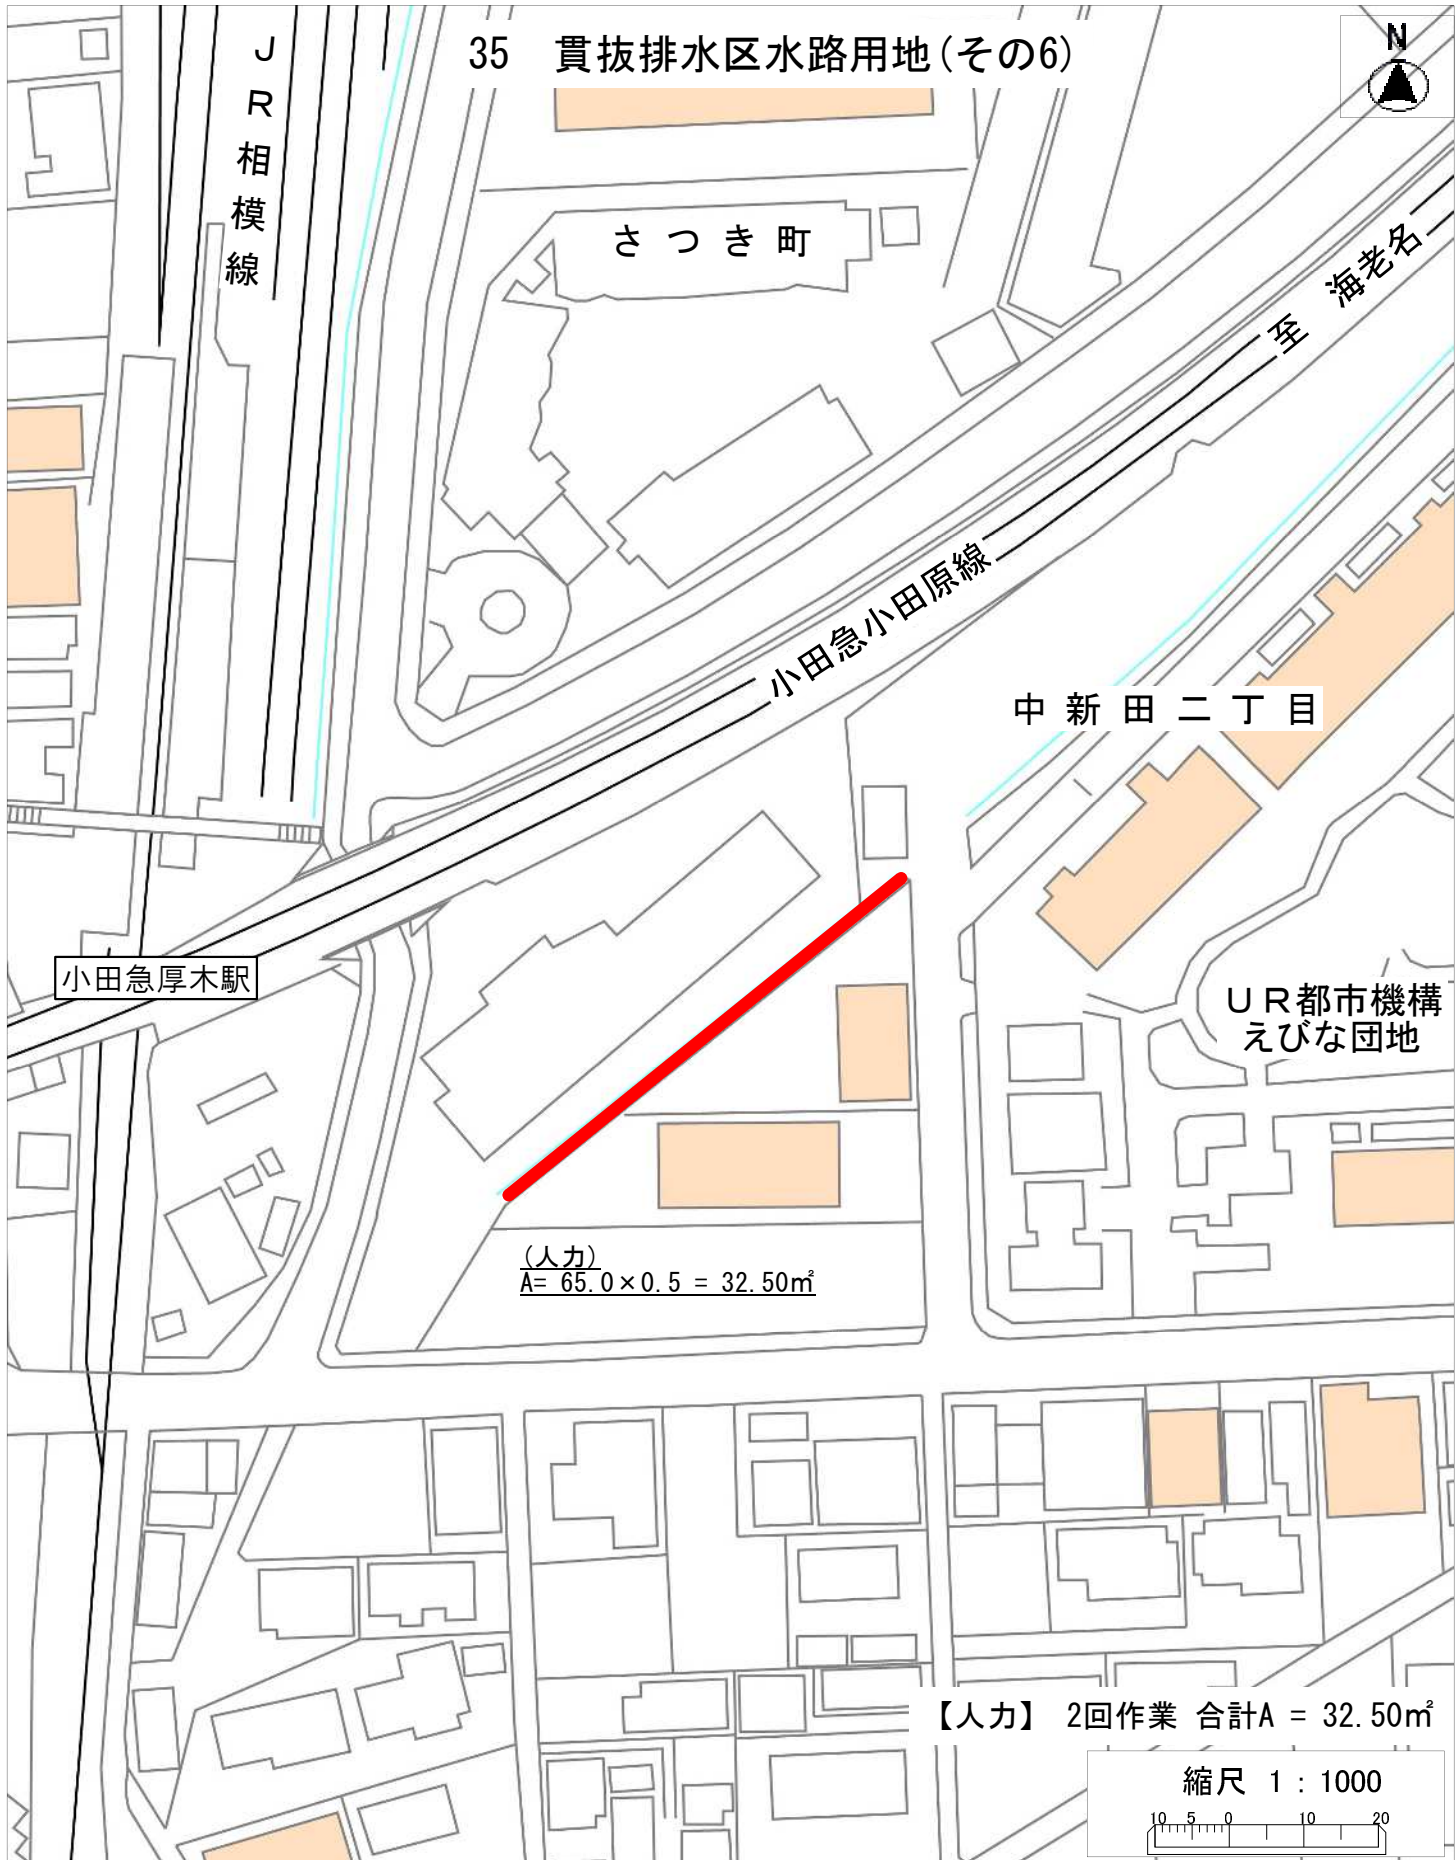 35　貫抜排水区水路用地(その6)
N
JR相模線
さつき町
至　海老名
小田急小田原線
中新田二丁目
小田急厚木駅
UR都市機構
えびな団地
(人力)
A= 65.0×0.5 = 32.50㎡
【人力】 2回作業 合計A = 32.50㎡
縮尺 1 : 1000
10 5 0 10 20